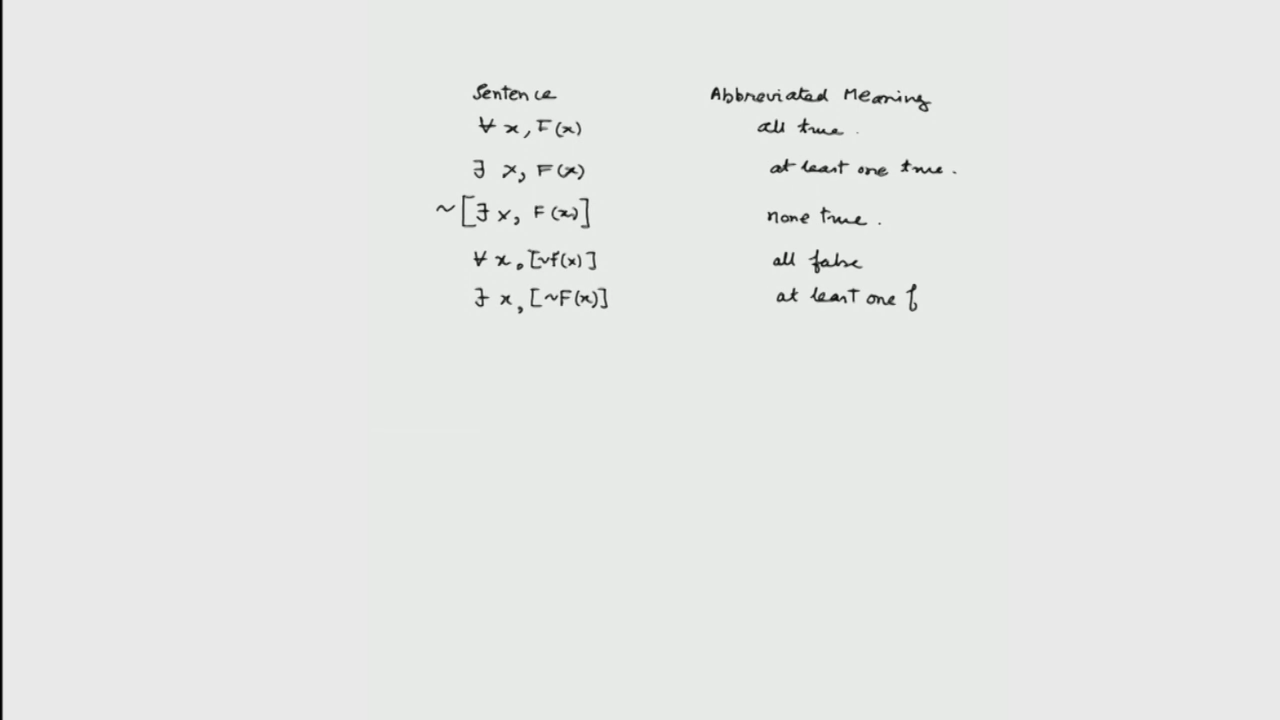 Sentence Abbreviated Meaning
∀ x, F(x) all true.
∃ x, F(x) at least one true.
~[∃ x, F(x)] none true.
∀ x, [~f(x)] all false
∃ x, [~F(x)] at least one f